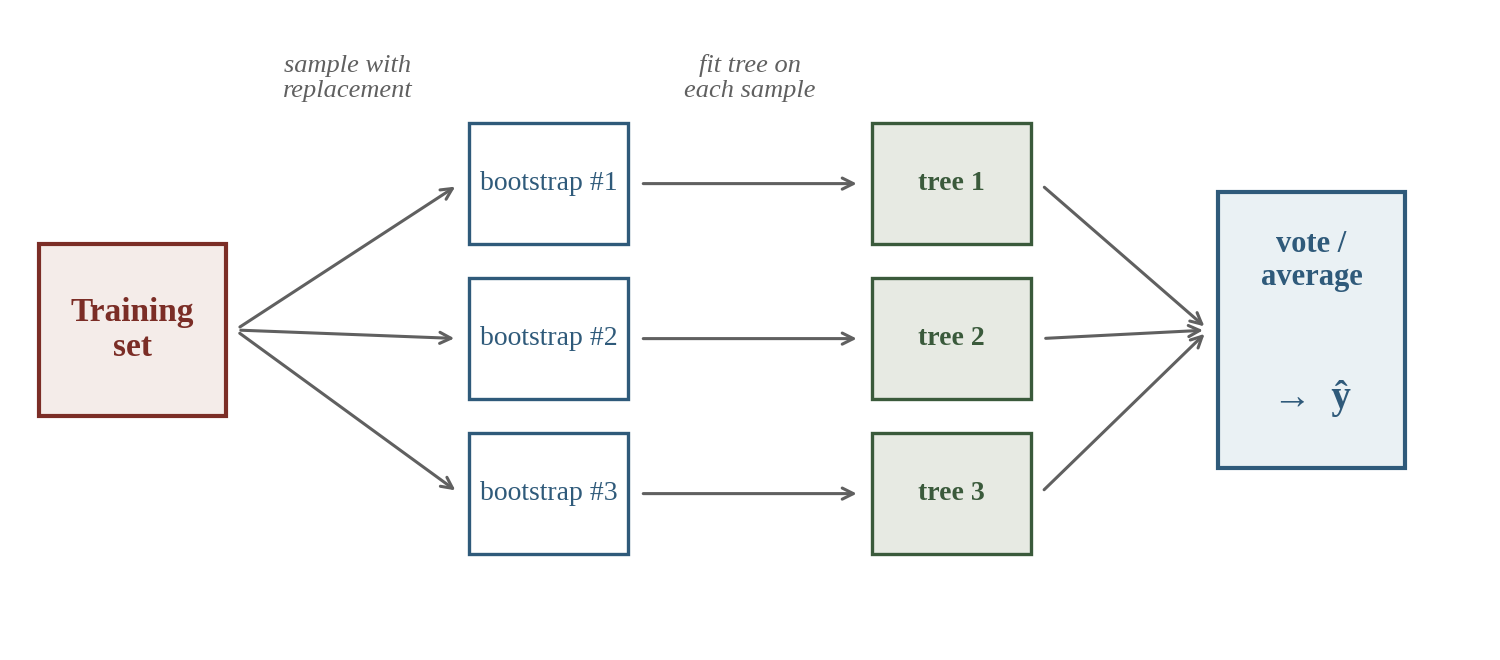 sample with
replacement
fit tree on
each sample
Training
set
bootstrap #1
bootstrap #2
bootstrap #3
tree 1
tree 2
tree 3
vote /
average
→ ŷ